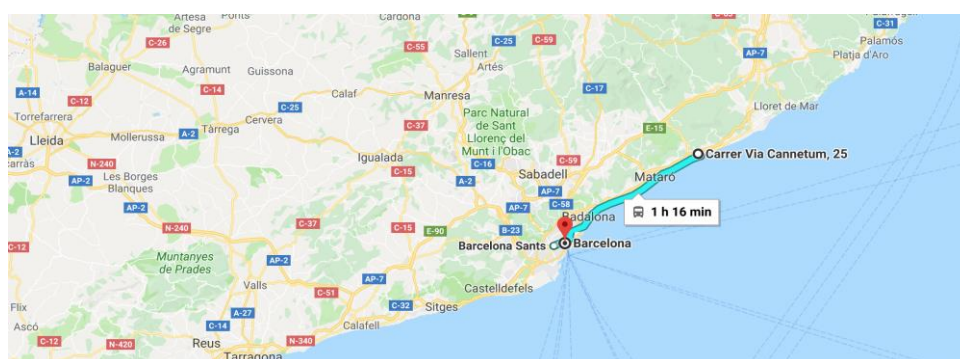 Artesa
de Segre
Ponts
Cardona
C-55
C-25
C-59
Sallent
Artés
AP-7
C-31
Palamós
Platja d'Aro
C-26
Balaguer
AP-2
Agramunt
Guissona
C-14
Calaf
Manresa
C-17
Lloret de Mar
A-14
C-12
Torrefarrera
Lleida
Mollerussa
A-2
Tàrrega
Cervera
C-25
C-37
Parc Natural
de Sant
Llorenç del
Munt i l'Obac
E-15
Carrer Via Cannetum, 25
N-240
Les Borges
Blanques
AP-2
Igualada
C-15
C-16
A-2
C-59
Sabadell
AP-7
Mataró
AP-2
N-240
C-37
C-15
E-90
AP-7
B-23
C-58
Badalona
1 h 16 min
C-12
Muntanyes
de Prades
AP-2
AP-7
Barcelona Sants
Barcelona
Valls
C-51
Castelldefels
Flix
Ascó
A-27
C-32
Sitges
C-14
Calafell
C-12
N-420
Reus
N-340
Tarragona